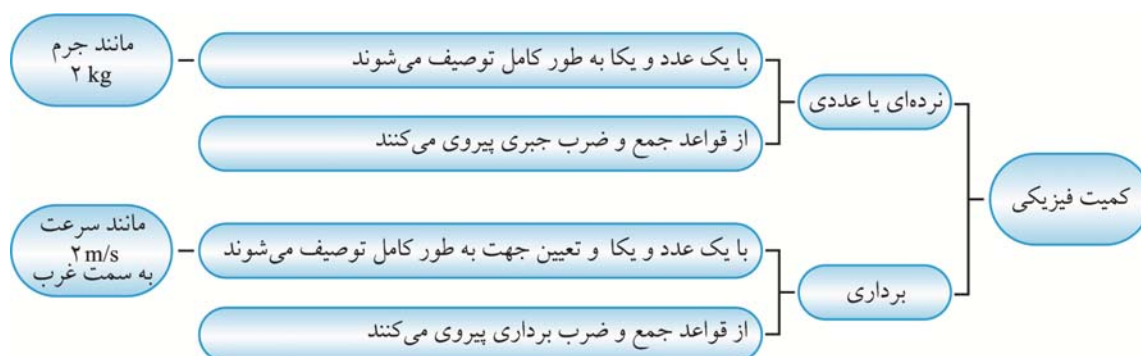 کمیت فیزیکی
نرده‌ای یا عددی
با یک عدد و یکا به طور کامل توصیف می‌شوند
مانند جرم
۲ kg
از قواعد جمع و ضرب جبری پیروی می‌کنند
برداری
با یک عدد و یکا و تعیین جهت به طور کامل توصیف می‌شوند
مانند سرعت
۲ m/s
به سمت غرب
از قواعد جمع و ضرب برداری پیروی می‌کنند